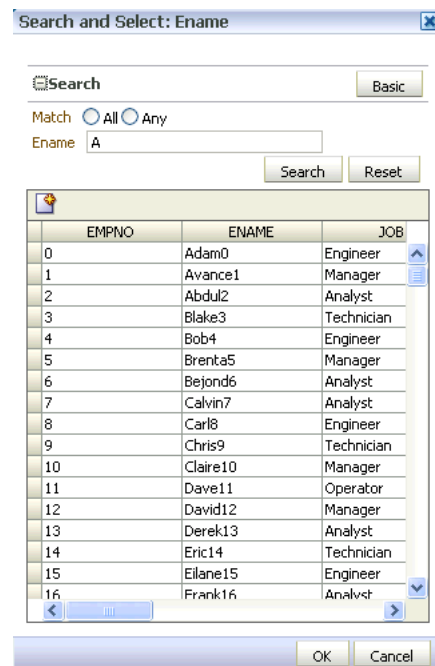 Search and Select: Ename
Search
Basic
Match All Any
Ename A
Search Reset
EMPNO ENAME JOB
0 Adam0 Engineer
1 Avance1 Manager
2 Abdul2 Analyst
3 Blake3 Technician
4 Bob4 Engineer
5 Brenta5 Manager
6 Bejond6 Analyst
7 Calvin7 Analyst
8 Carl8 Engineer
9 Chris9 Technician
10 Claire10 Manager
11 Dave11 Operator
12 David12 Manager
13 Derek13 Analyst
14 Eric14 Technician
15 Eilane15 Engineer
16 Frank16 Analyst
OK Cancel